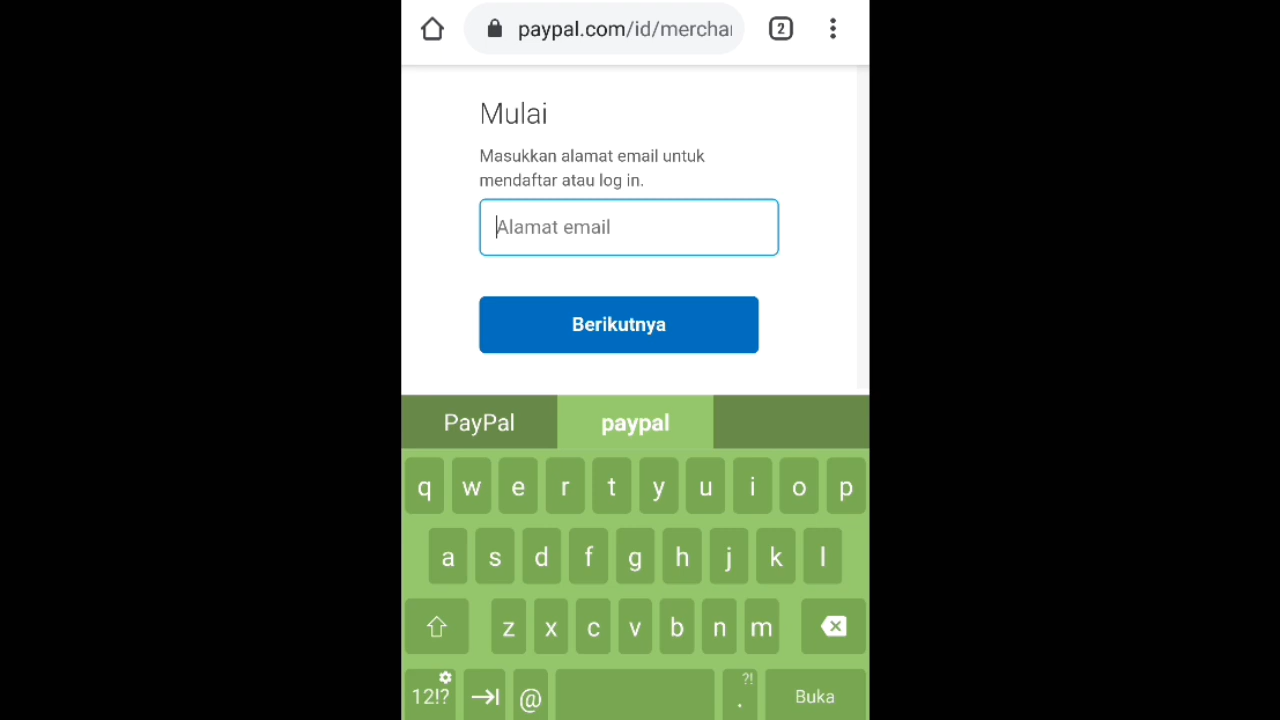 2
paypal.com/id/merchar
Mulai
Masukkan alamat email untuk
mendaftar atau log in.
Alamat email
Berikutnya
PayPal paypal
q w e r t y u i o p
a s d f g h j k l
z x c v b n m
12!? @ ?! . Buka